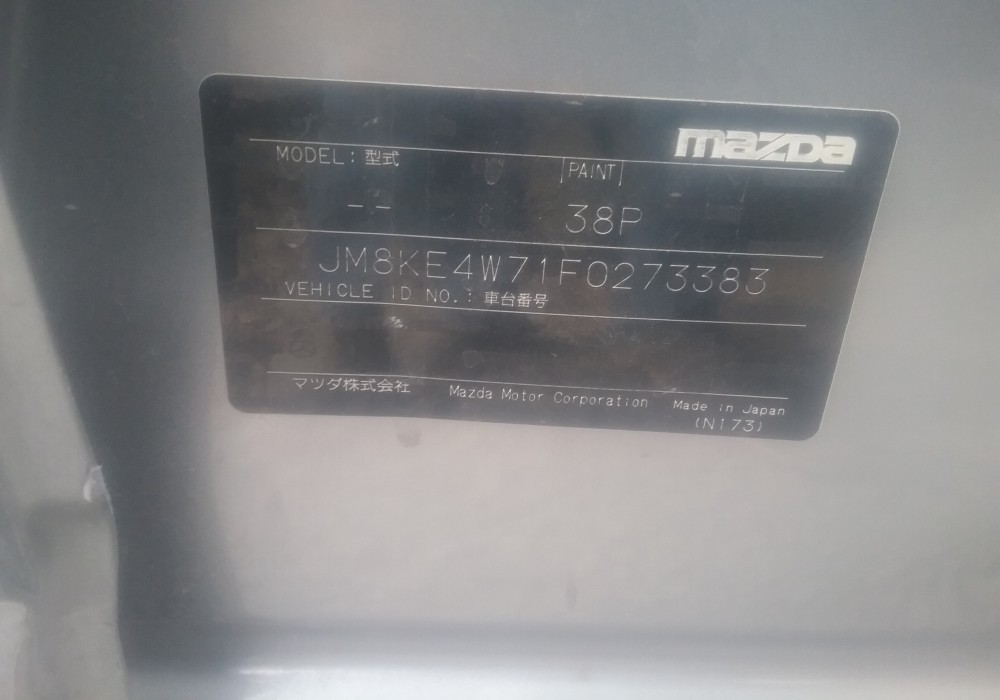 mazda
MODEL: 型式 PAINT
-- 38P
JM8KE4W71F0273383
VEHICLE ID NO.: 車台番号
マツダ株式会社 Mazda Motor Corporation Made in Japan
(N173)